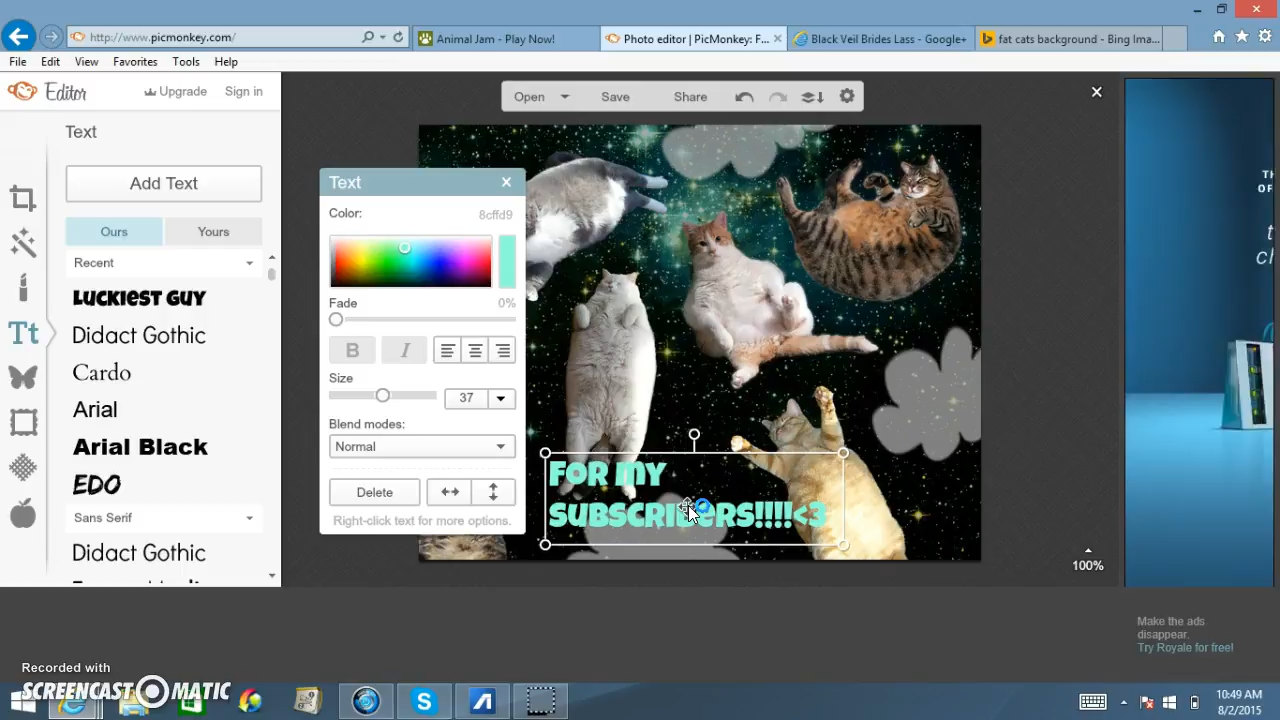 http://www.picmonkey.com/
Animal Jam - Play Now!
Photo editor | PicMonkey: F...
Black Veil Brides Lass - Google+
fat cats background - Bing Ima...
File Edit View Favorites Tools Help
Editor
Upgrade
Sign in
Open
Save
Share
Text
Add Text
Ours
Yours
Recent
LUCKIEST GUY
Didact Gothic
Cardo
Arial
Arial Black
EDO
Sans Serif
Didact Gothic
Text
Color:
8cffd9
Fade
0%
B
I
Size
37
Blend modes:
Normal
Delete
Right-click text for more options.
FOR MY
SUBSCRIBERS!!!!<3
100%
Make the ads
disappear.
Try Royale for free!
Recorded with
SCREENCAST-O-MATIC
10:49 AM
8/2/2015